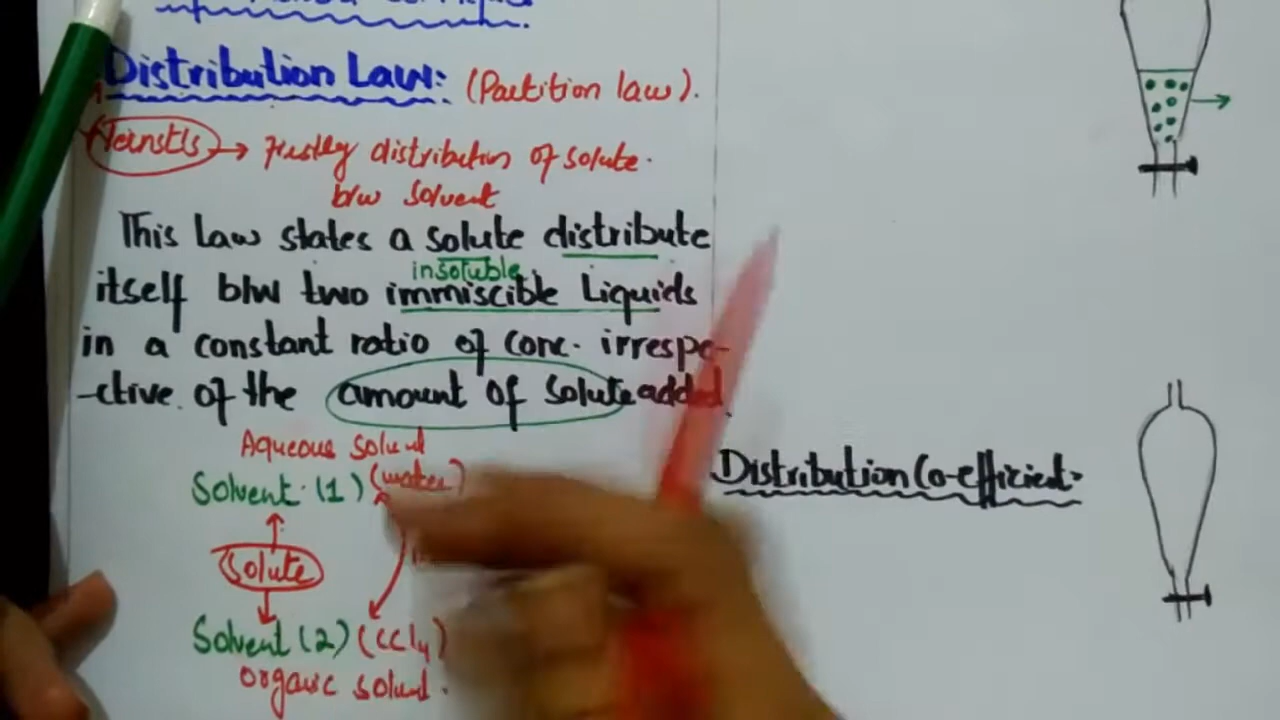 Distribution Law: (Partition law).
distribution of solute.
b/w solvent
This Law states a solute distribute
insoluble
itself b/w two immiscible Liquids
in a constant ratio of conc. irrespe-
-ctive of the amount of solute added.
Aqueous solvent
Solvent (1) (water)
Distribution Co-efficient
Solute
Solvent (2) (CCl4)
organic solvent.